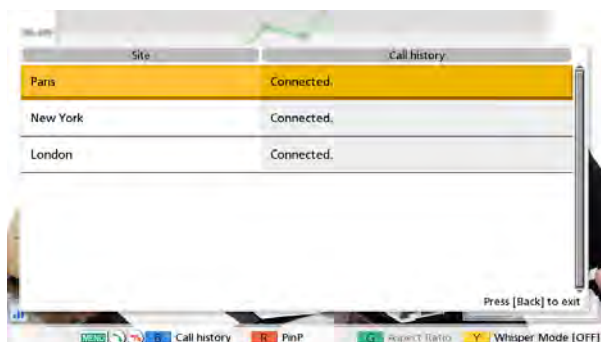 Site Call history
Paris Connected.
New York Connected.
London Connected.
Press [Back] to exit
MENU B Call history R PinP G Aspect Ratio Y Whisper Mode [OFF]